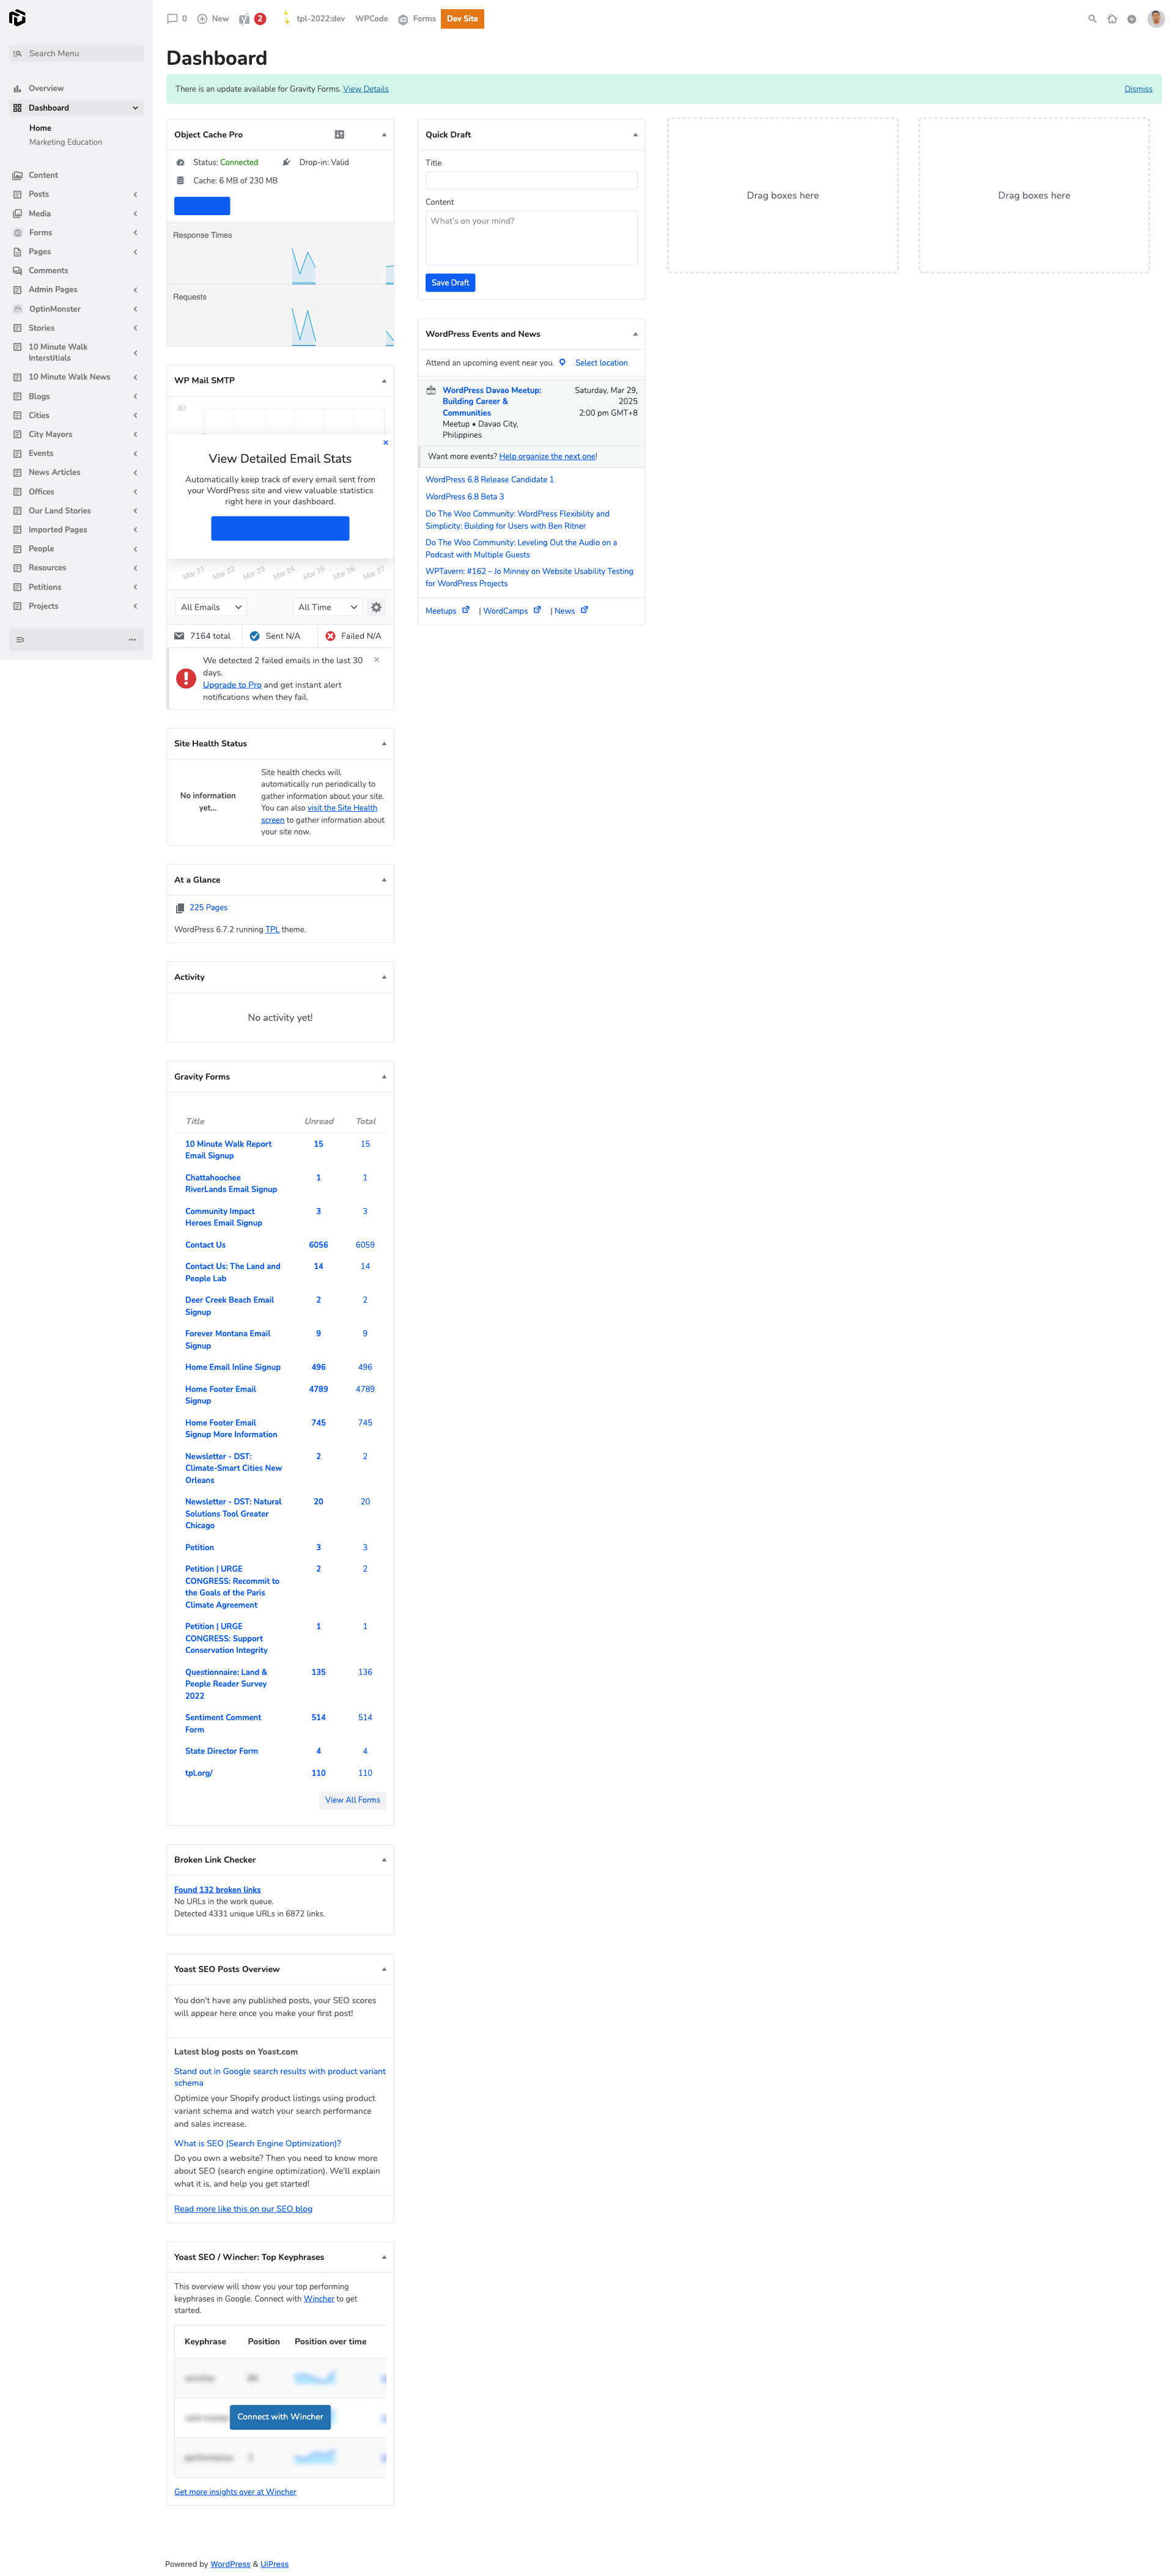 0 New 2 tpl-2022:dev WPCode Forms Dev Site
Search Menu
Overview
Dashboard
Home
Marketing Education
Content
Posts
Media
Forms
Pages
Comments
Admin Pages
OptinMonster
Stories
10 Minute Walk
Interstitials
10 Minute Walk News
Blogs
Cities
City Mayors
Events
News Articles
Offices
Our Land Stories
Imported Pages
People
Resources
Petitions
Projects
Dashboard
There is an update available for Gravity Forms. View Details
Dismiss
Object Cache Pro
Status: Connected
Drop-in: Valid
Cache: 6 MB of 230 MB
Response Times
Requests
WP Mail SMTP
80
View Detailed Email Stats
Automatically keep track of every email sent from
your WordPress site and view valuable statistics
right here in your dashboard.
Mar 21 Mar 22 Mar 23 Mar 24 Mar 25 Mar 26 Mar 27
All Emails
All Time
7164 total
Sent N/A
Failed N/A
We detected 2 failed emails in the last 30
days.
Upgrade to Pro and get instant alert
notifications when they fail.
Site Health Status
No information
yet...
Site health checks will
automatically run periodically to
gather information about your site.
You can also visit the Site Health
screen to gather information about
your site now.
At a Glance
225 Pages
WordPress 6.7.2 running TPL theme.
Activity
No activity yet!
Gravity Forms
Title Unread Total
10 Minute Walk Report 15 15
Email Signup
Chattahoochee 1 1
RiverLands Email Signup
Community Impact 3 3
Heroes Email Signup
Contact Us 6056 6059
Contact Us: The Land and 14 14
People Lab
Deer Creek Beach Email 2 2
Signup
Forever Montana Email 9 9
Signup
Home Email Inline Signup 496 496
Home Footer Email 4789 4789
Signup
Home Footer Email 745 745
Signup More Information
Newsletter - DST: 2 2
Climate-Smart Cities New
Orleans
Newsletter - DST: Natural 20 20
Solutions Tool Greater
Chicago
Petition 3 3
Petition | URGE 2 2
CONGRESS: Recommit to
the Goals of the Paris
Climate Agreement
Petition | URGE 1 1
CONGRESS: Support
Conservation Integrity
Questionnaire: Land & 135 136
People Reader Survey
2022
Sentiment Comment 514 514
Form
State Director Form 4 4
tpl.org/ 110 110
View All Forms
Broken Link Checker
Found 132 broken links
No URLs in the work queue.
Detected 4331 unique URLs in 6872 links.
Yoast SEO Posts Overview
You don't have any published posts, your SEO scores
will appear here once you make your first post!
Latest blog posts on Yoast.com
Stand out in Google search results with product variant
schema
Optimize your Shopify product listings using product
variant schema and watch your search performance
and sales increase.
What is SEO (Search Engine Optimization)?
Do you own a website? Then you need to know more
about SEO (search engine optimization). We'll explain
what it is, and help you get started!
Read more like this on our SEO blog
Yoast SEO / Wincher: Top Keyphrases
This overview will show you your top performing
keyphrases in Google. Connect with Wincher to get
started.
Keyphrase Position Position over time
Connect with Wincher
Get more insights over at Wincher
Quick Draft
Title
Content
What's on your mind?
Save Draft
WordPress Events and News
Attend an upcoming event near you. Select location
WordPress Davao Meetup:
Building Career &
Communities
Meetup • Davao City,
Philippines
Saturday, Mar 29,
2025
2:00 pm GMT+8
Want more events? Help organize the next one!
WordPress 6.8 Release Candidate 1
WordPress 6.8 Beta 3
Do The Woo Community: WordPress Flexibility and
Simplicity: Building for Users with Ben Ritner
Do The Woo Community: Leveling Out the Audio on a
Podcast with Multiple Guests
WPTavern: #162 – Jo Minney on Website Usability Testing
for WordPress Projects
Meetups | WordCamps | News
Drag boxes here
Drag boxes here
Powered by WordPress & UiPress